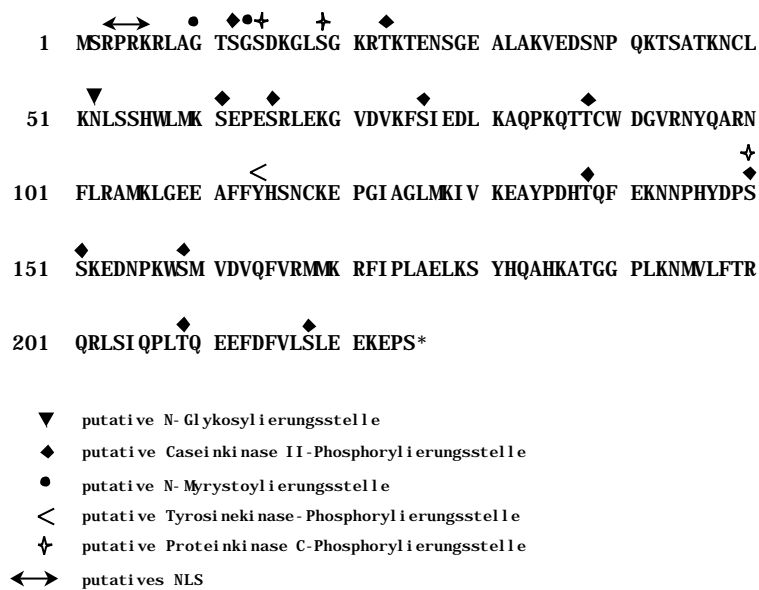 1 MSRPRKRLAG TSGSDKGLSG KRTKTENSGE ALAKVEDSNP QKTSATKNCL
51 KNLSSHWLMK SEPESRLEKG VDVKFSIEDL KAQPKQTTCW DGVRNYQARN
101 FLRAMKLGEE AFFYHSNCKE PGIAGLMKIV KEAYPDHTQF EKNNPHYDPS
151 SKEDNPKWSM VDVQFVRMMK RFIPLAELKS YHQAHKATGG PLKNMVLFTR
201 QRLSIQPLTQ EEFDFVLSLE EKEPS*
putative N-Glykosylierungsstelle
putative Caseinkinase II-Phosphorylierungsstelle
putative N-Myrystoylierungsstelle
putative Tyrosinekinase-Phosphorylierungsstelle
putative Proteinkinase C-Phosphorylierungsstelle
putatives NLS